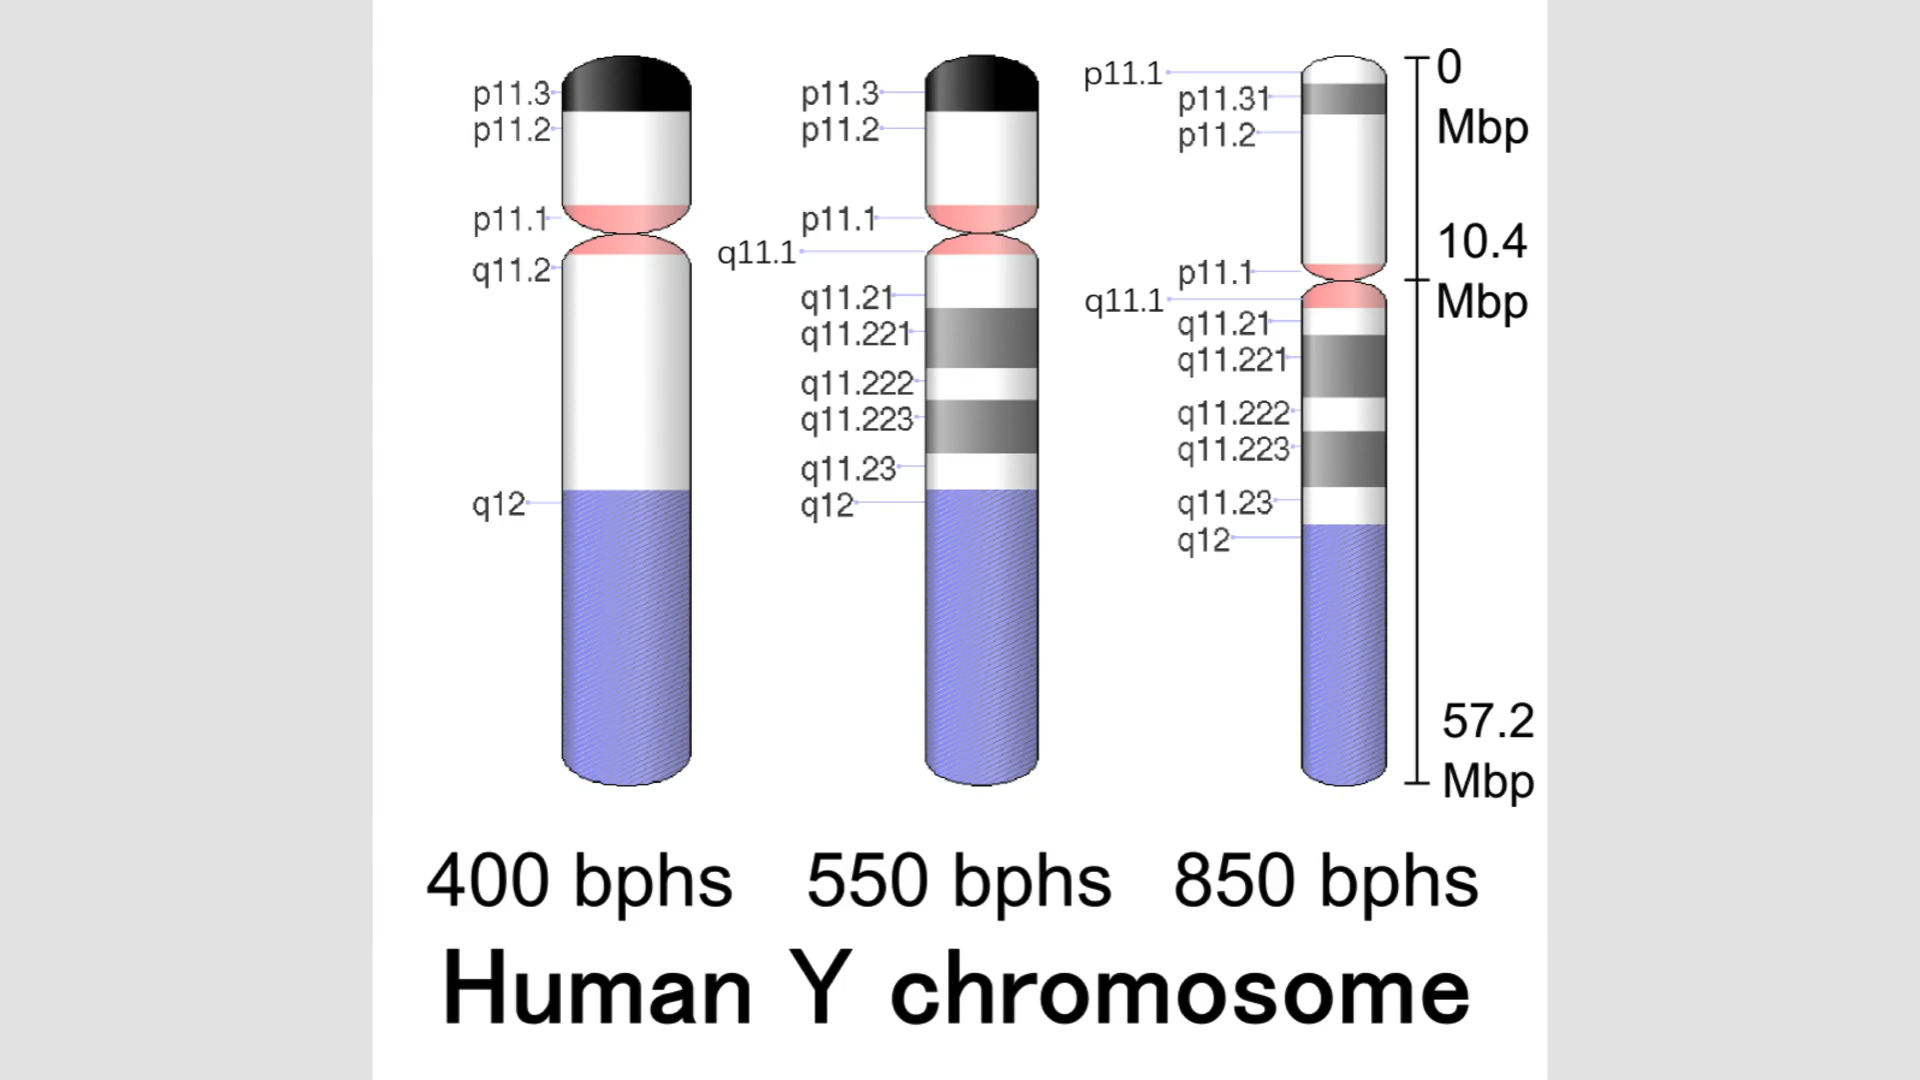 p11.3
p11.2
p11.1
q11.2
q12
400 bphs
p11.3
p11.2
p11.1
q11.1
q11.21
q11.221
q11.222
q11.223
q11.23
q12
550 bphs
p11.1
p11.31
p11.2
p11.1
q11.1
q11.21
q11.221
q11.222
q11.223
q11.23
q12
850 bphs
0
Mbp
10.4
Mbp
57.2
Mbp
Human Y chromosome